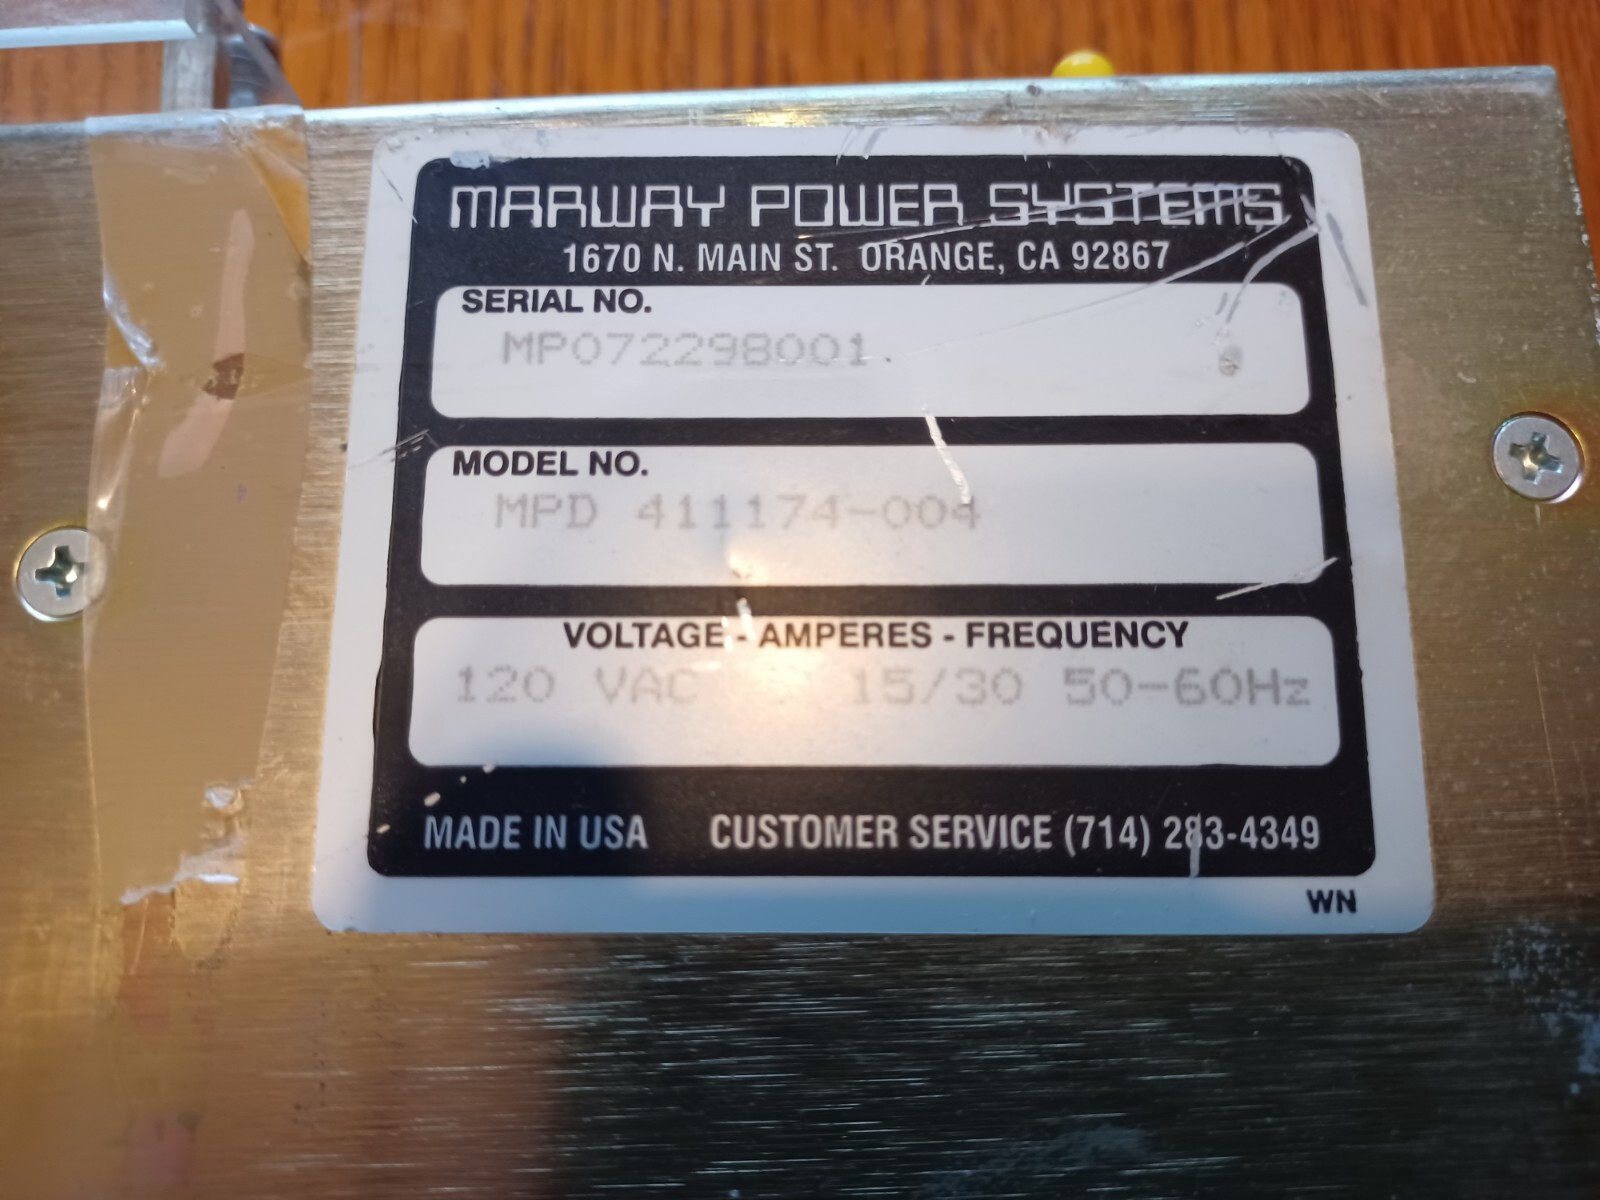 MARWAY POWER SYSTEMS
1670 N. MAIN ST. ORANGE, CA 92867
SERIAL NO.
MP072298001
MODEL NO.
MPD 411174-004
VOLTAGE - AMPERES - FREQUENCY
120 VAC 15/30 50-60Hz
MADE IN USA CUSTOMER SERVICE (714) 283-4349
WN